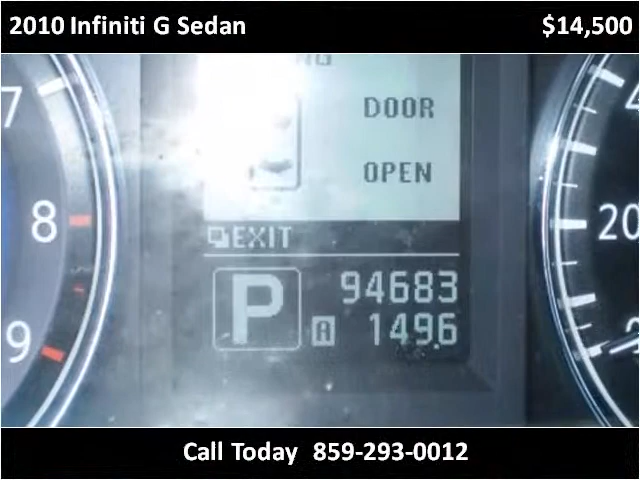 2010 Infiniti G Sedan $14,500
DOOR
OPEN
EXIT
7
8
9
4
20
P
94683
A 149.6
Call Today 859-293-0012